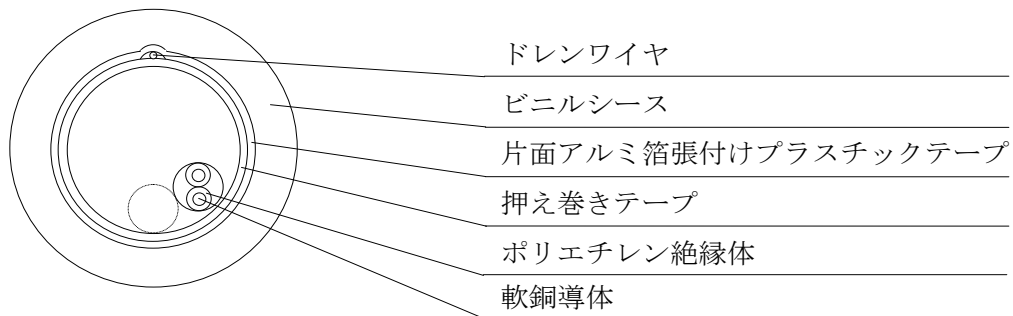 ドレンワイヤ
ビニルシース
片面アルミ箔張付けプラスチックテープ
押え巻きテープ
ポリエチレン絶縁体
軟銅導体